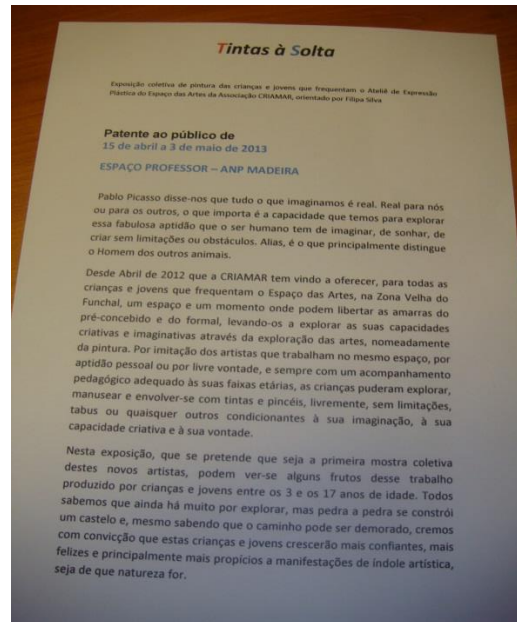 Tintas à Solta
Exposição coletiva de pintura das crianças e jovens que frequentam o Ateliê de Expressão
Plástica do Espaço das Artes da Associação CRIAMAR, orientado por Filipa Silva
Patente ao público de
15 de abril a 3 de maio de 2013
ESPAÇO PROFESSOR – ANP MADEIRA
Pablo Picasso disse-nos que tudo o que imaginamos é real. Real para nós
ou para os outros, o que importa é a capacidade que temos para explorar
essa fabulosa aptidão que o ser humano tem de imaginar, de sonhar, de
criar sem limitações ou obstáculos. Alias, é o que principalmente distingue
o Homem dos outros animais.
Desde Abril de 2012 que a CRIAMAR tem vindo a oferecer, para todas as
crianças e jovens que frequentam o Espaço das Artes, na Zona Velha do
Funchal, um espaço e um momento onde podem libertar as amarras do
pré-concebido e do formal, levando-os a explorar as suas capacidades
criativas e imaginativas através da exploração das artes, nomeadamente
da pintura. Por imitação dos artistas que trabalham no mesmo espaço, por
aptidão pessoal ou por livre vontade, e sempre com um acompanhamento
pedagógico adequado às suas faixas etárias, as crianças puderam explorar,
manusear e envolver-se com tintas e pincéis, livremente, sem limitações,
tabus ou quaisquer outros condicionantes à sua imaginação, à sua
capacidade criativa e à sua vontade.
Nesta exposição, que se pretende que seja a primeira mostra coletiva
destes novos artistas, podem ver-se alguns frutos desse trabalho
produzido por crianças e jovens entre os 3 e os 17 anos de idade. Todos
sabemos que ainda há muito por explorar, mas pedra a pedra se constrói
um castelo e, mesmo sabendo que o caminho pode ser demorado, cremos
com convicção que estas crianças e jovens crescerão mais confiantes, mais
felizes e principalmente mais propícios a manifestações de índole artística,
seja de que natureza for.